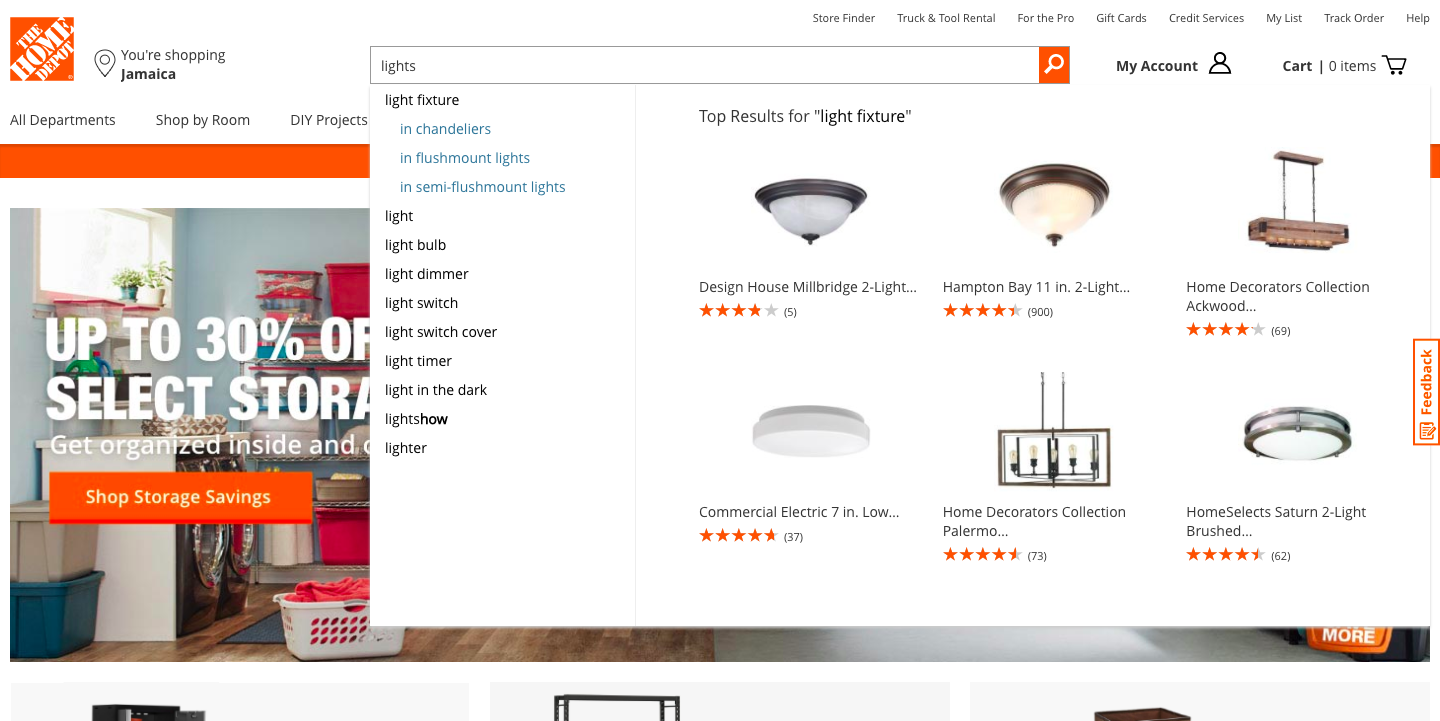 Store Finder
Truck & Tool Rental
For the Pro
Gift Cards
Credit Services
My List
Track Order
Help
THE
HOME
DEPOT
You're shopping
Jamaica
lights
My Account
Cart | 0 items
All Departments
Shop by Room
DIY Projects
light fixture
in chandeliers
in flushmount lights
in semi-flushmount lights
light
light bulb
light dimmer
light switch
light switch cover
light timer
light in the dark
lightshow
lighter
Top Results for "light fixture"
Design House Millbridge 2-Light...
(5)
Hampton Bay 11 in. 2-Light...
(900)
Home Decorators Collection
Ackwood...
(69)
Commercial Electric 7 in. Low...
(37)
Home Decorators Collection
Palermo...
(73)
HomeSelects Saturn 2-Light
Brushed...
(62)
UP TO 30% OF
SELECT STORA
Get organized inside and
Shop Storage Savings
Feedback
MORE